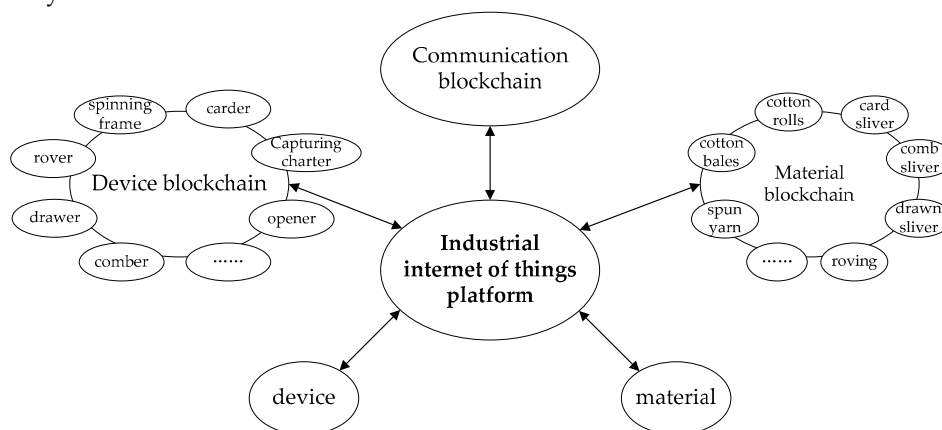 y
Communication
blockchain
spinning
frame
carder
Capturing
charter
rover
Device blockchain
drawer
opener
comber
......
cotton
rolls
card
sliver
cotton
bales
comb
sliver
Material
blockchain
spun
yarn
drawn
sliver
......
roving
Industrial
internet of things
platform
device
material